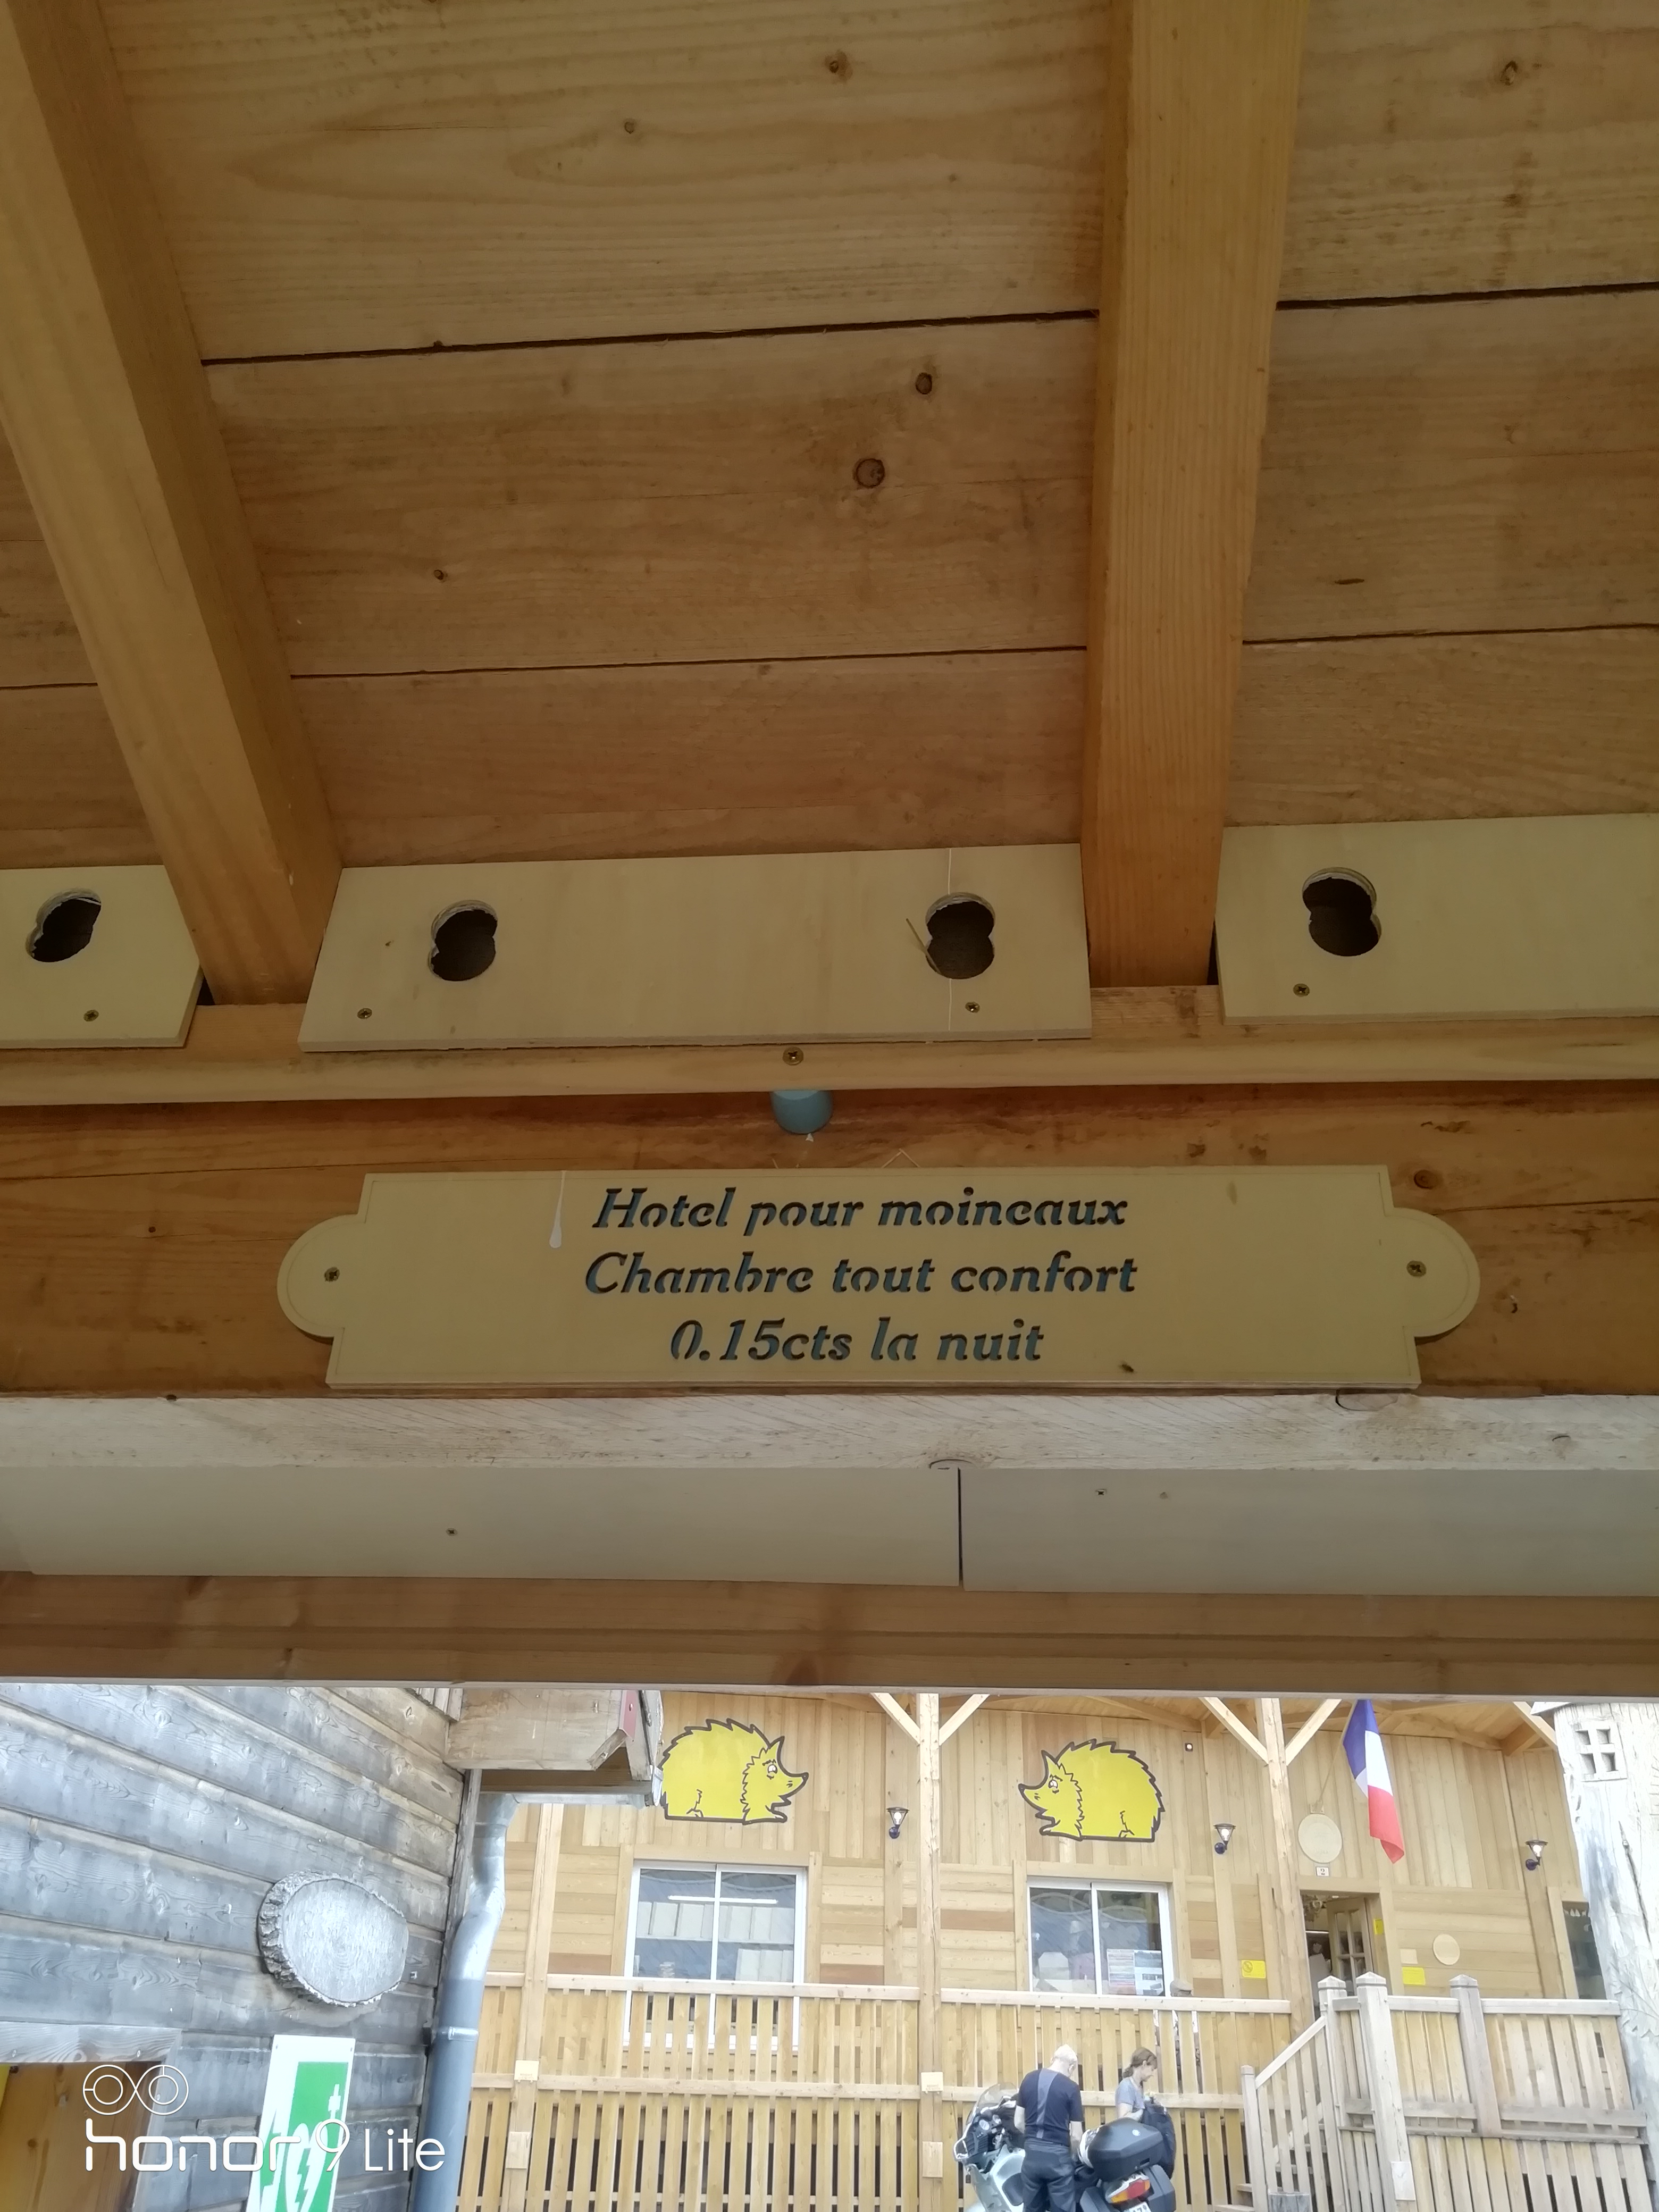 Hotel pour moineaux
Chambre tout confort
0.15cts la nuit
honor 9 Lite